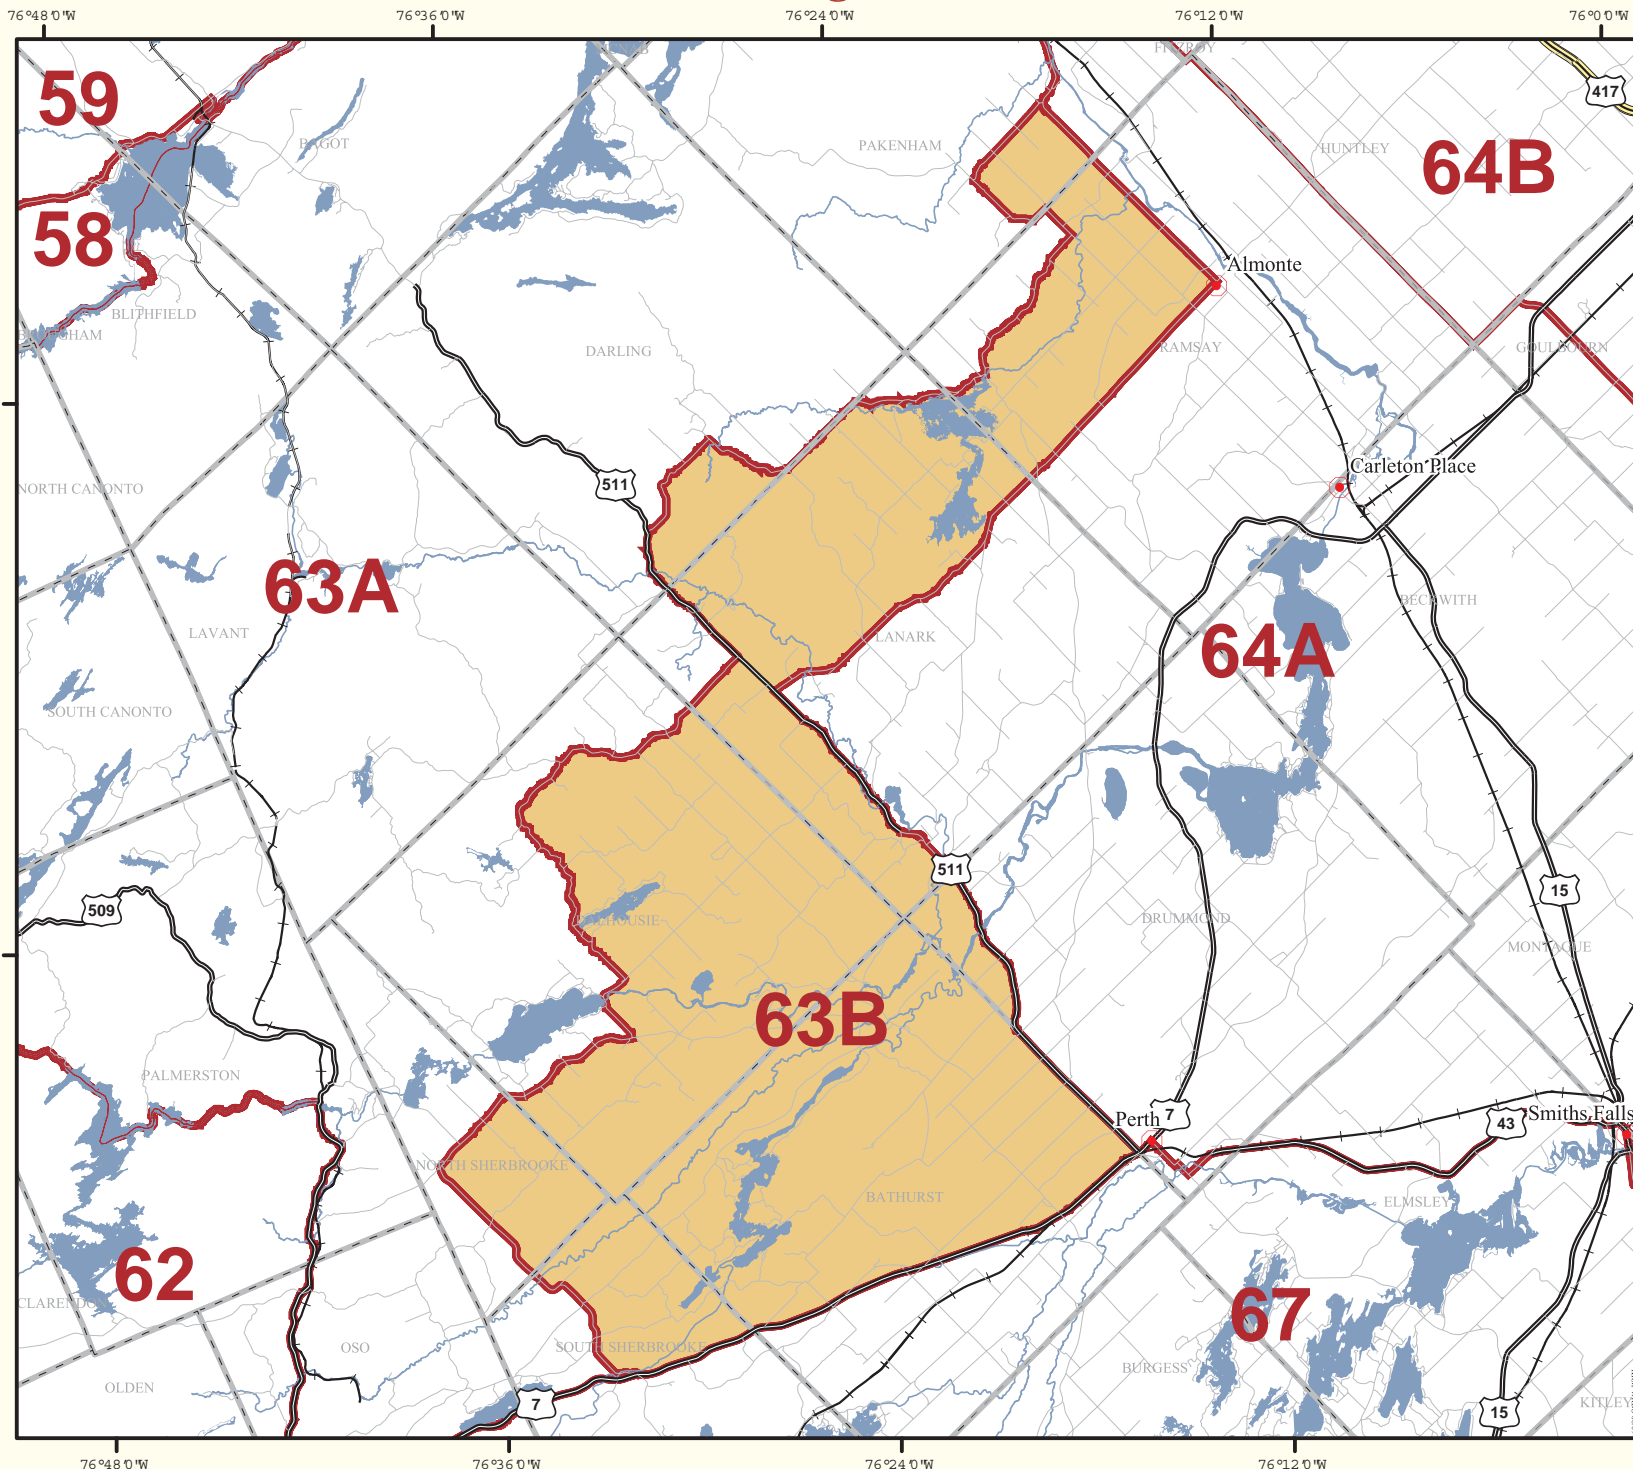 76°48'0"W 76°36'0"W 76°24'0"W 76°12'0"W 76°0'0"W
FITZROY
417
59
BAGOT
PAKENHAM
HUNTLEY
64B
58
Almonte
BLITHFIELD
DARLING
RAMSAY
GOULBOURN
Carleton Place
511
NORTH CANONTO
63A
BECKWITH
LAVANT
LANARK
64A
SOUTH CANONTO
511
15
509
DALHOUSIE
DRUMMOND
MONTAGUE
63B
PALMERSTON
Perth
7
43
Smiths Falls
NORTH SHERBROOKE
BATHURST
ELMSLEY
62
CLARENDON
67
OSO
SOUTH SHERBROOKE
BURGESS
OLDEN
7
15
KITLEY
76°48'0"W 76°36'0"W 76°24'0"W 76°12'0"W